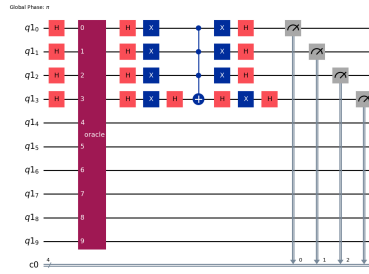 Global Phase: π
q1₀ H 0 H X X H
q1₁ H 1 H X X H
q1₂ H 2 H X X H
q1₃ H 3 H X H H X H
q1₄ 4
oracle
q1₅ 5
q1₆ 6
q1₇ 7
q1₈ 8
q1₉ 9
c0 4 0 1 2